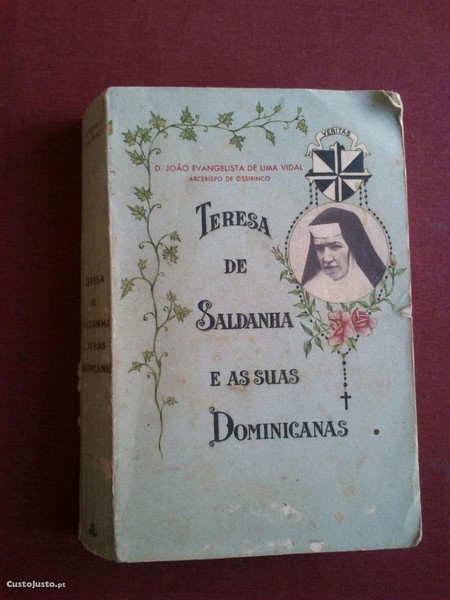 VERITAS
D. JOÃO EVANGELISTA DE LIMA VIDAL
ARCEBISPO DE OSSIRINCO
TERESA
DE
SALDANHA
E AS SUAS
DOMINICANAS
TERESA
DE
SALDANHA
E AS SUAS
DOMINICANAS
CustoJusto.pt